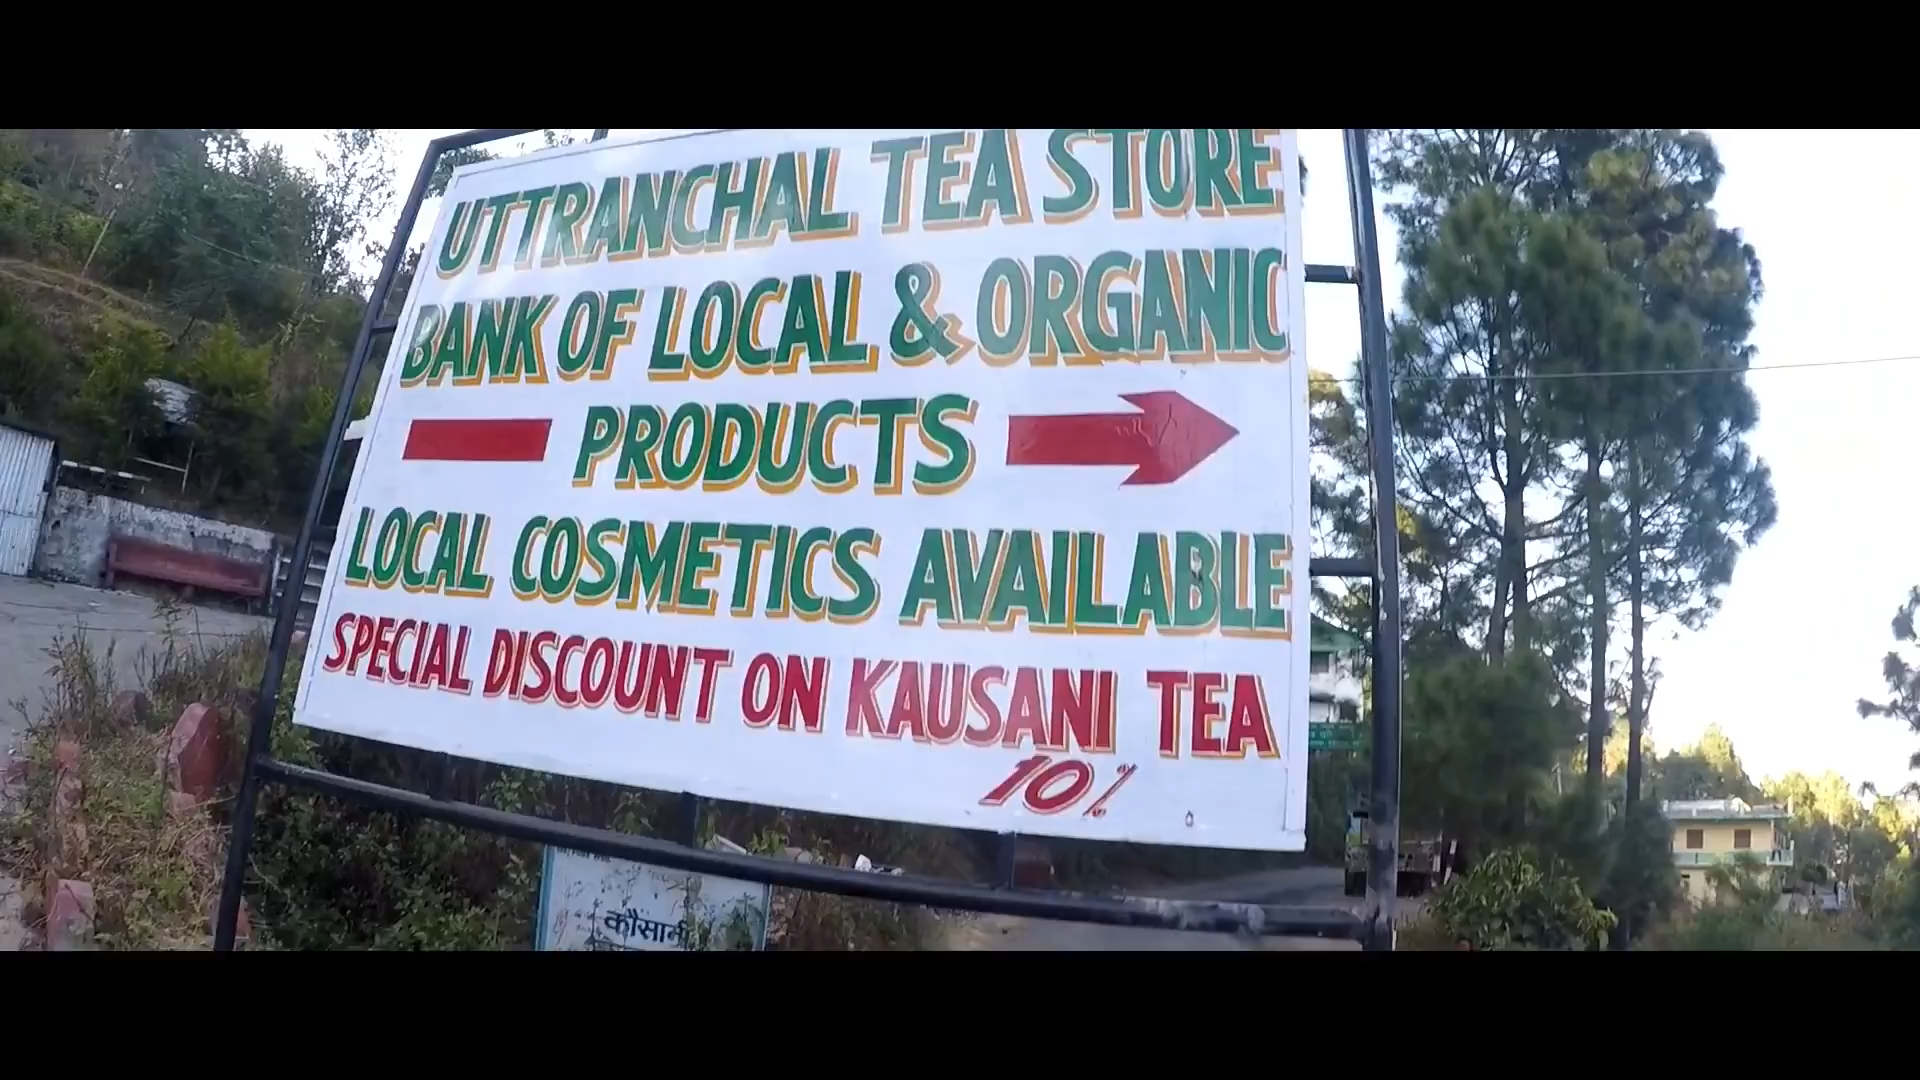 UTTRANCHAL TEA STORE
BANK OF LOCAL & ORGANIC
PRODUCTS
LOCAL COSMETICS AVAILABLE
SPECIAL DISCOUNT ON KAUSANI TEA
10%
कौसानी